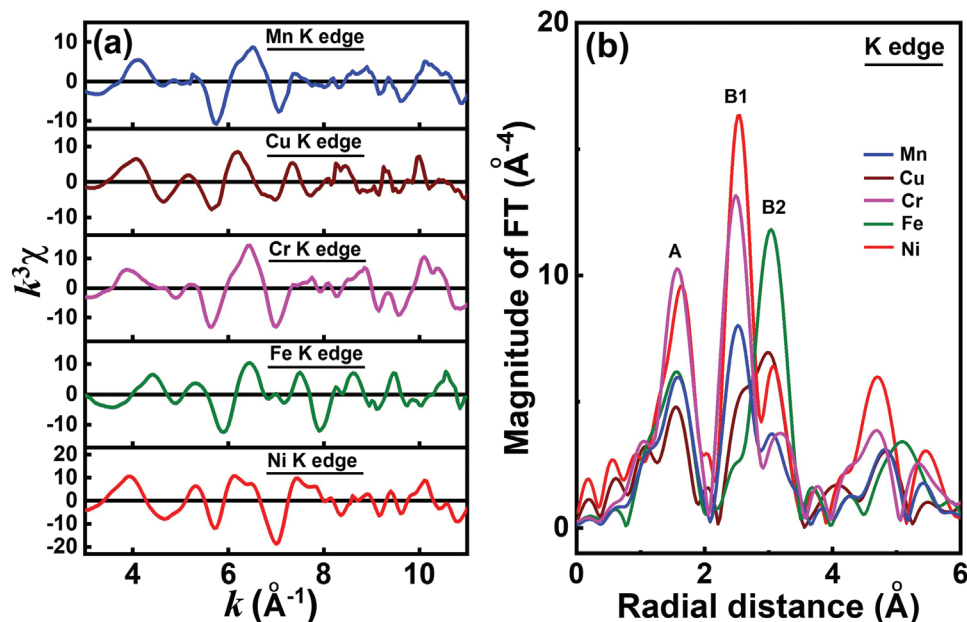 (a)
Mn K edge
10
0
-10
Cu K edge
10
0
-10
Cr K edge
10
0
-10
Fe K edge
10
0
-10
Ni K edge
20
10
0
-10
-20
k³χ
4 6 8 10
k (Å⁻¹)
(b)
K edge
20
10
0
Magnitude of FT (Å⁻⁴)
A
B1
B2
Mn
Cu
Cr
Fe
Ni
0 2 4 6
Radial distance (Å)